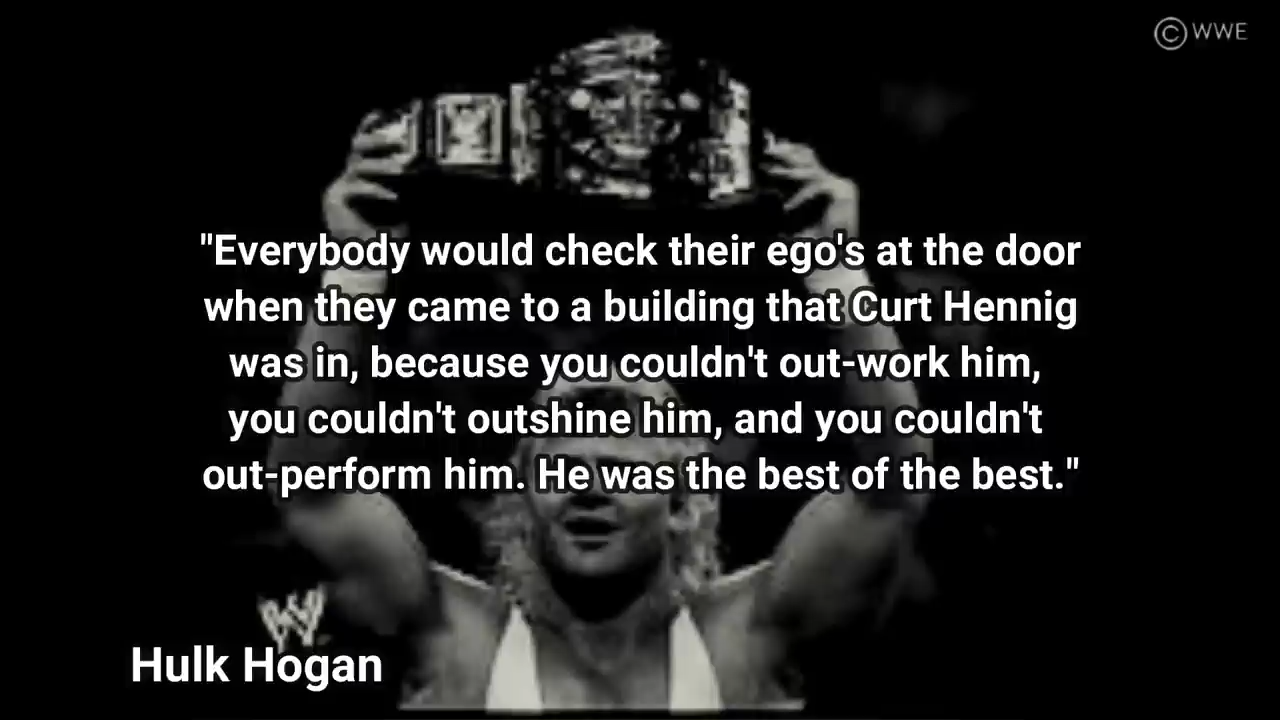 © WWE
"Everybody would check their ego's at the door
when they came to a building that Curt Hennig
was in, because you couldn't out-work him,
you couldn't outshine him, and you couldn't
out-perform him. He was the best of the best."
W
Hulk Hogan